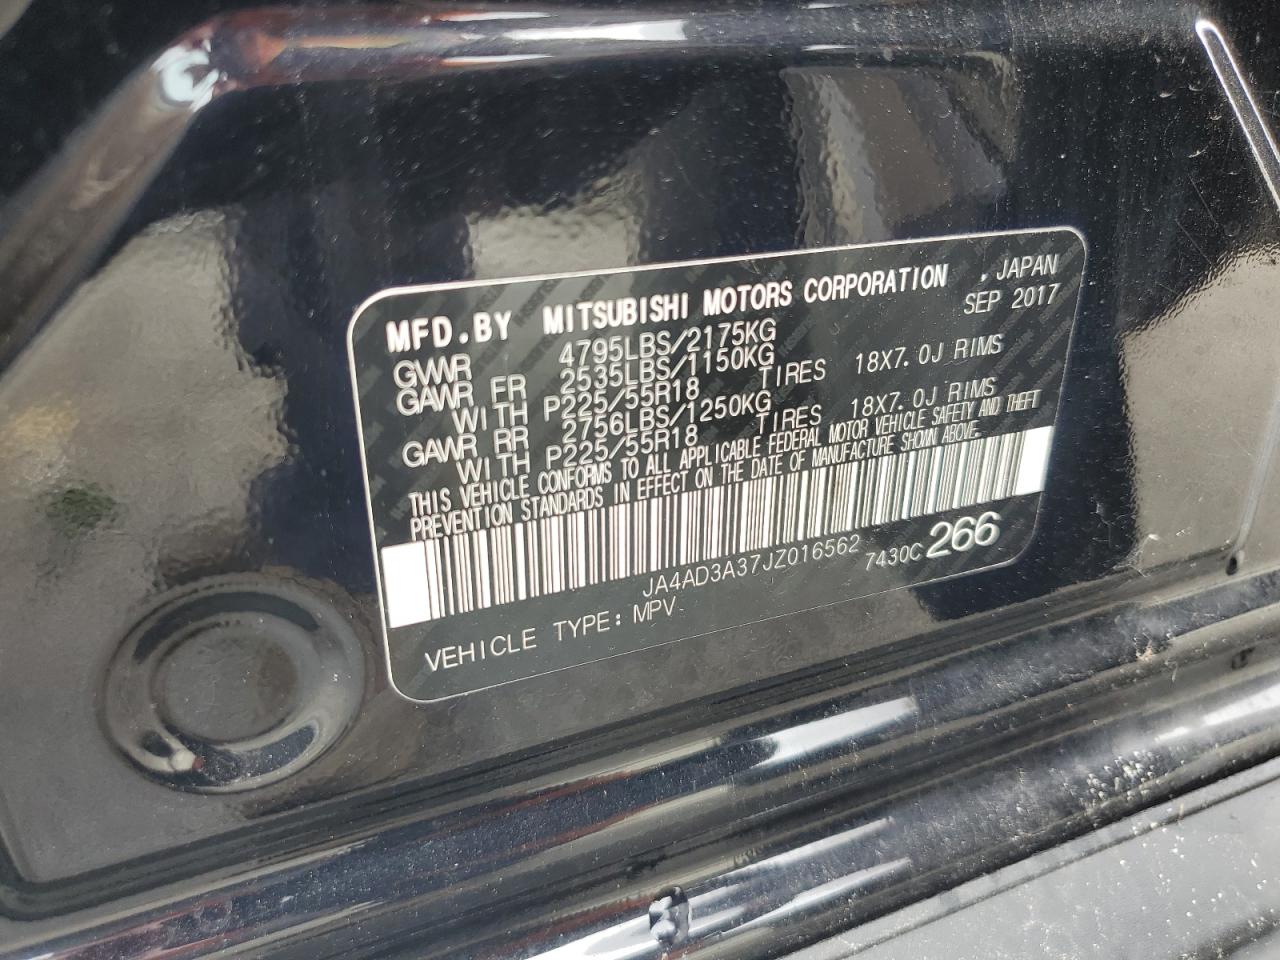 MFD.BY MITSUBISHI MOTORS CORPORATION , JAPAN
SEP 2017
GVWR 4795LBS/2175KG
GAWR FR 2535LBS/1150KG
WITH P225/55R18 TIRES 18X7.0J RIMS
GAWR RR 2756LBS/1250KG
WITH P225/55R18 TIRES 18X7.0J RIMS
THIS VEHICLE CONFORMS TO ALL APPLICABLE FEDERAL MOTOR VEHICLE SAFETY AND THEFT
PREVENTION STANDARDS IN EFFECT ON THE DATE OF MANUFACTURE SHOWN ABOVE.
JA4AD3A37JZ016562 7430C 266
VEHICLE TYPE: MPV